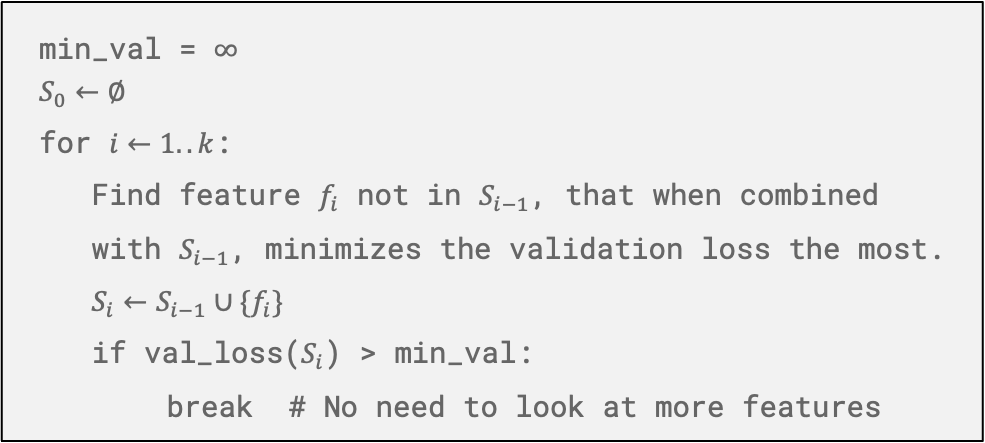 min_val = ∞
S₀ ← ∅
for i ← 1..k:
Find feature fᵢ not in Sᵢ₋₁, that when combined
with Sᵢ₋₁, minimizes the validation loss the most.
Sᵢ ← Sᵢ₋₁ ∪ {fᵢ}
if val_loss(Sᵢ) > min_val:
break # No need to look at more features